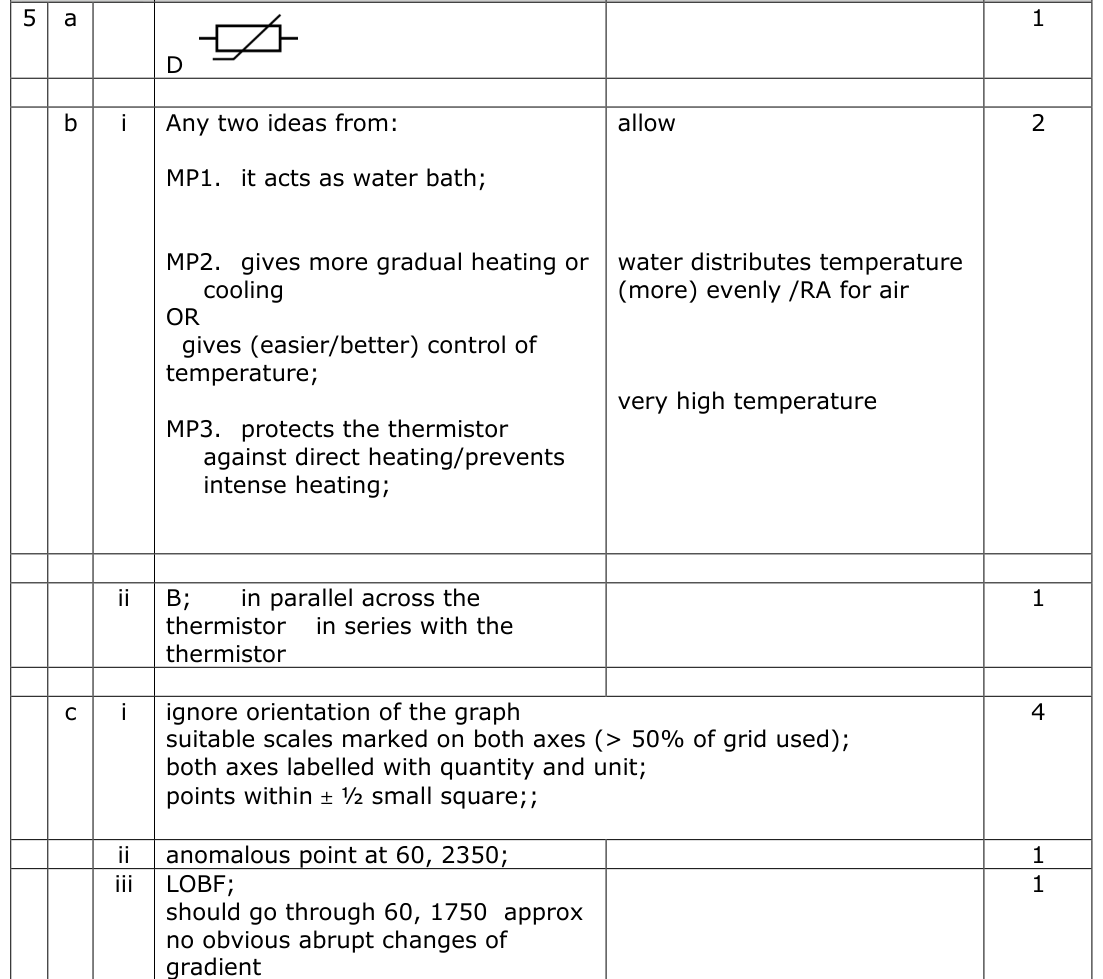 5 a 1
D
b i Any two ideas from: allow 2
MP1. it acts as water bath;
MP2. gives more gradual heating or water distributes temperature
cooling (more) evenly /RA for air
OR
gives (easier/better) control of
temperature;
very high temperature
MP3. protects the thermistor
against direct heating/prevents
intense heating;
ii B; in parallel across the 1
thermistor in series with the
thermistor
c i ignore orientation of the graph 4
suitable scales marked on both axes (> 50% of grid used);
both axes labelled with quantity and unit;
points within ± ½ small square;;
ii anomalous point at 60, 2350; 1
iii LOBF; 1
should go through 60, 1750 approx
no obvious abrupt changes of
gradient